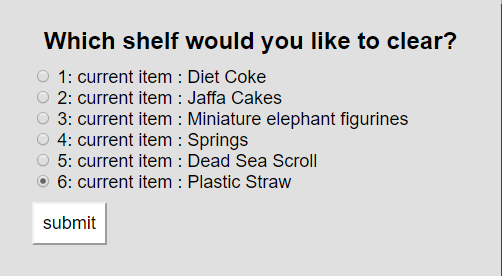 Which shelf would you like to clear?
1: current item : Diet Coke
2: current item : Jaffa Cakes
3: current item : Miniature elephant figurines
4: current item : Springs
5: current item : Dead Sea Scroll
6: current item : Plastic Straw
submit